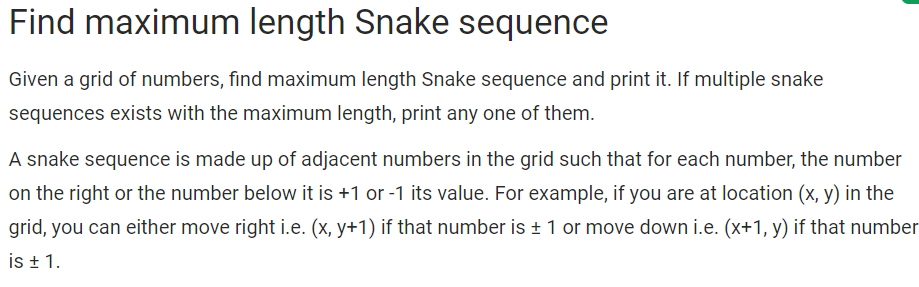 Find maximum length Snake sequence
Given a grid of numbers, find maximum length Snake sequence and print it. If multiple snake
sequences exists with the maximum length, print any one of them.
A snake sequence is made up of adjacent numbers in the grid such that for each number, the number
on the right or the number below it is +1 or -1 its value. For example, if you are at location (x, y) in the
grid, you can either move right i.e. (x, y+1) if that number is ± 1 or move down i.e. (x+1, y) if that number
is ± 1.